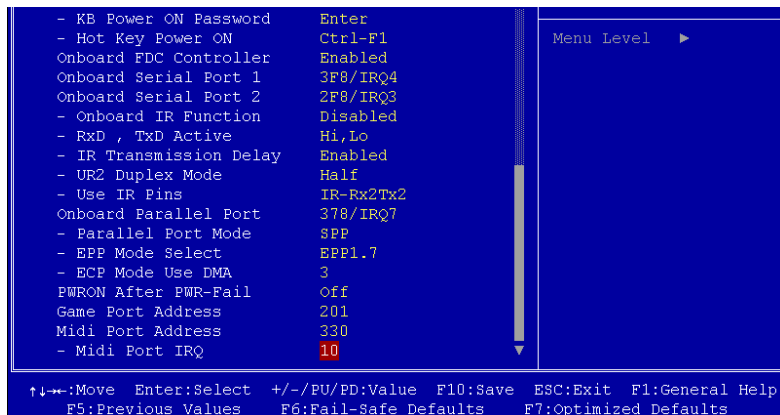 - KB Power ON Password Enter
- Hot Key Power ON Ctrl-F1
Onboard FDC Controller Enabled
Onboard Serial Port 1 3F8/IRQ4
Onboard Serial Port 2 2F8/IRQ3
- Onboard IR Function Disabled
- RxD , TxD Active Hi,Lo
- IR Transmission Delay Enabled
- UR2 Duplex Mode Half
- Use IR Pins IR-Rx2Tx2
Onboard Parallel Port 378/IRQ7
- Parallel Port Mode SPP
- EPP Mode Select EPP1.7
- ECP Mode Use DMA 3
PWRON After PWR-Fail Off
Game Port Address 201
Midi Port Address 330
- Midi Port IRQ 10
Menu Level ►
↑↓→←:Move Enter:Select +/-/PU/PD:Value F10:Save ESC:Exit F1:General Help
F5:Previous Values F6:Fail-Safe Defaults F7:Optimized Defaults